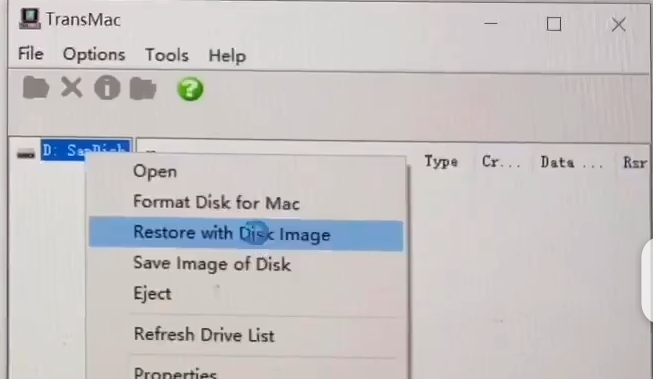 TransMac
File Options Tools Help
D: SanDisk
Type Cr... Data ... Rsr
Open
Format Disk for Mac
Restore with Disk Image
Save Image of Disk
Eject
Refresh Drive List
Properties